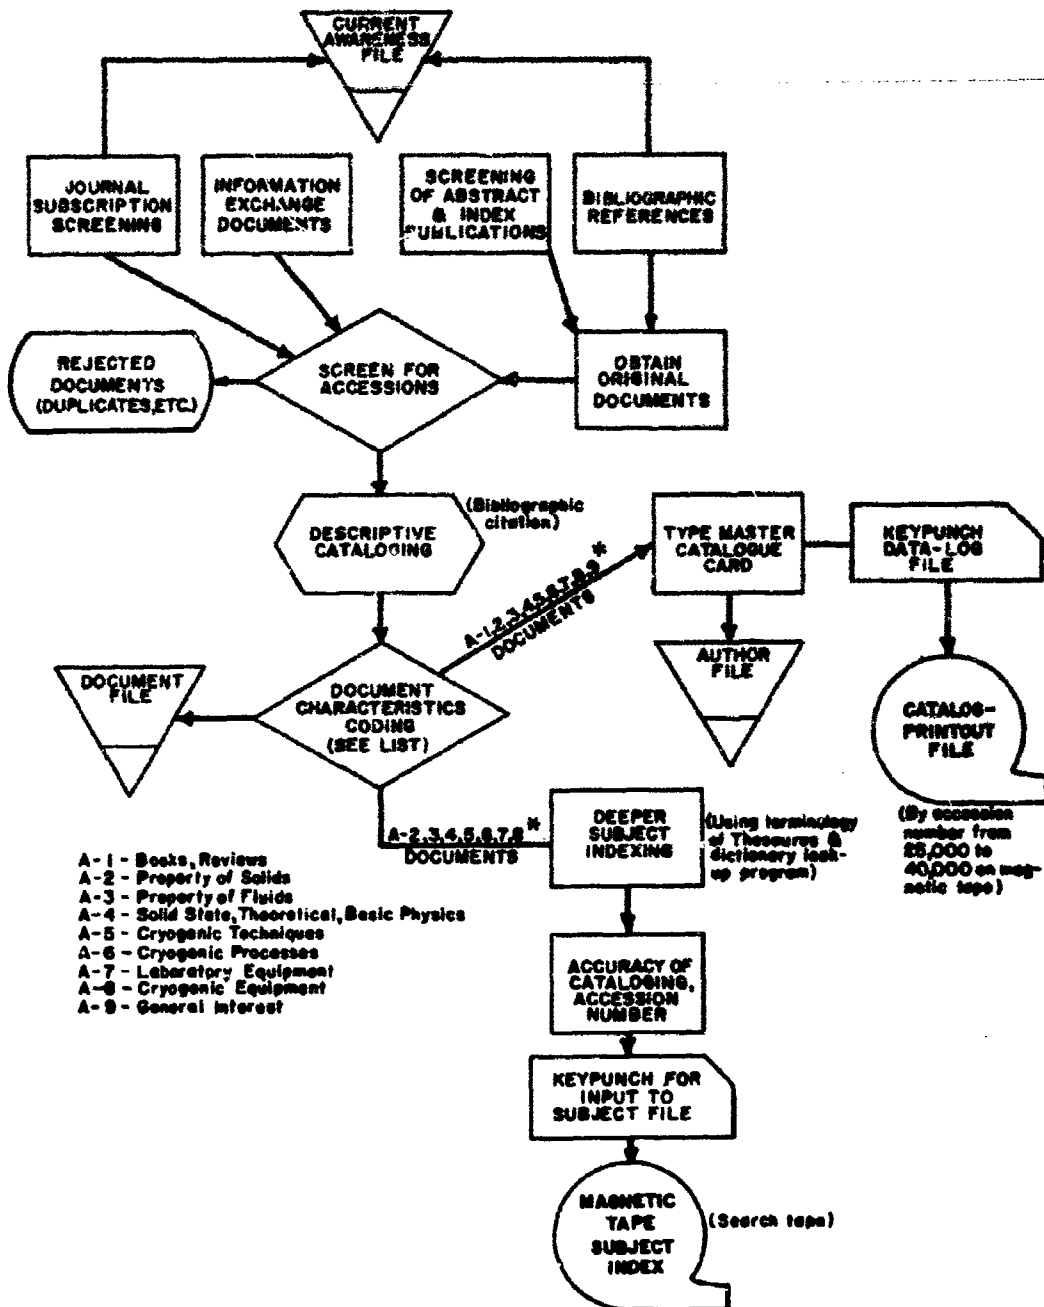 CURRENT
AWARENESS
FILE
JOURNAL
SUBSCRIPTION
SCREENING
INFORMATION
EXCHANGE
DOCUMENTS
SCREENING
OF ABSTRACT
& INDEX
PUBLICATIONS
BIBLIOGRAPHIC
REFERENCES
REJECTED
DOCUMENTS
(DUPLICATES,ETC.)
SCREEN FOR
ACCESSIONS
OBTAIN
ORIGINAL
DOCUMENTS
DESCRIPTIVE
CATALOGING
(Bibliographic
citation)
TYPE MASTER
CATALOGUE
CARD
KEYPUNCH
DATA-LOG
FILE
A-1,2,3,4,5,6,7,8,9*
DOCUMENTS
AUTHOR
FILE
CATALOG-
PRINTOUT
FILE
(By accession
number from
25,000 to
40,000 on mag-
netic tape)
DOCUMENT
FILE
DOCUMENT
CHARACTERISTICS
CODING
(SEE LIST)
A-2,3,4,5,6,7,8*
DOCUMENTS
DEEPER
SUBJECT
INDEXING
(Using terminology
of Thesaurus &
dictionary look-
up program)
A-1 - Books, Reviews
A-2 - Property of Solids
A-3 - Property of Fluids
A-4 - Solid State, Theoretical, Basic Physics
A-5 - Cryogenic Techniques
A-6 - Cryogenic Processes
A-7 - Laboratory Equipment
A-8 - Cryogenic Equipment
A-9 - General Interest
ACCURACY OF
CATALOGING,
ACCESSION
NUMBER
KEYPUNCH FOR
INPUT TO
SUBJECT FILE
MAGNETIC
TAPE
SUBJECT
INDEX
(Search tape)